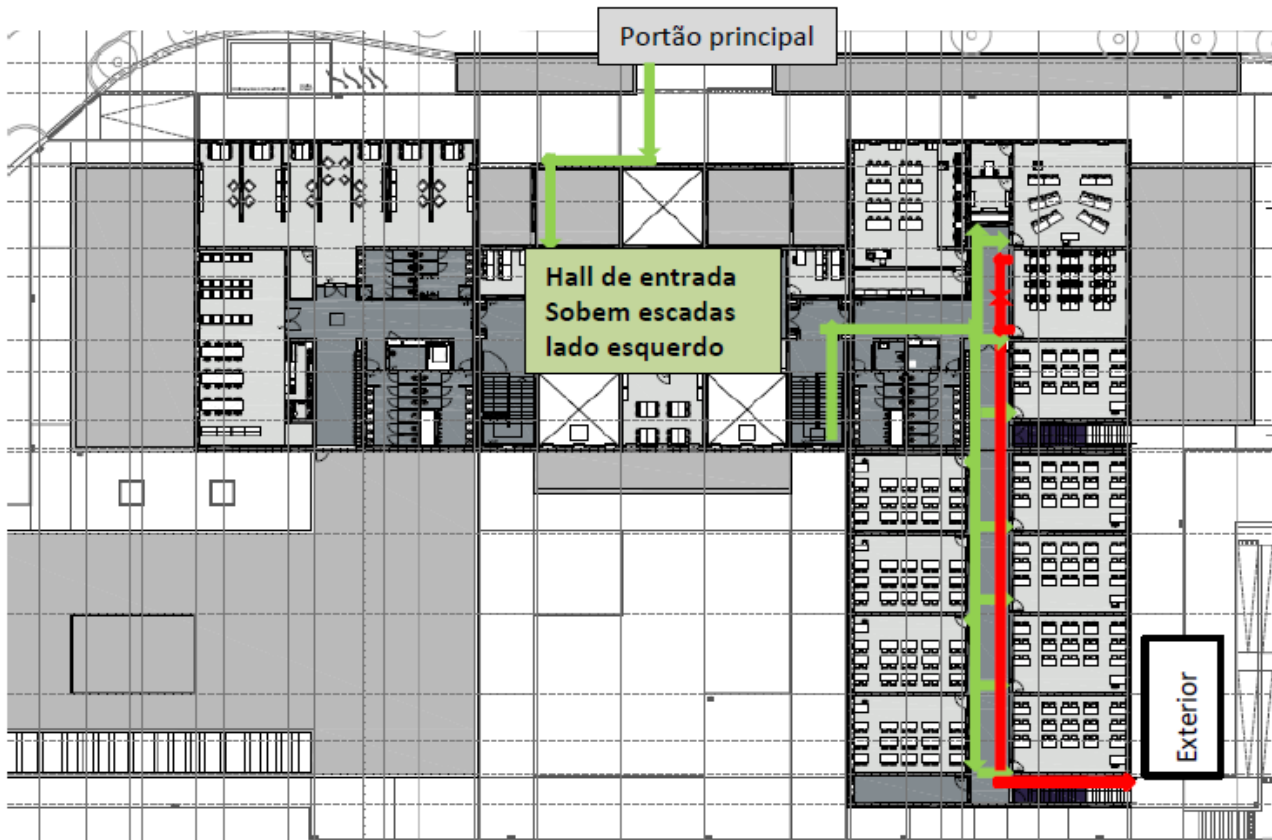 Portão principal
Hall de entrada
Sobem escadas
lado esquerdo
Exterior